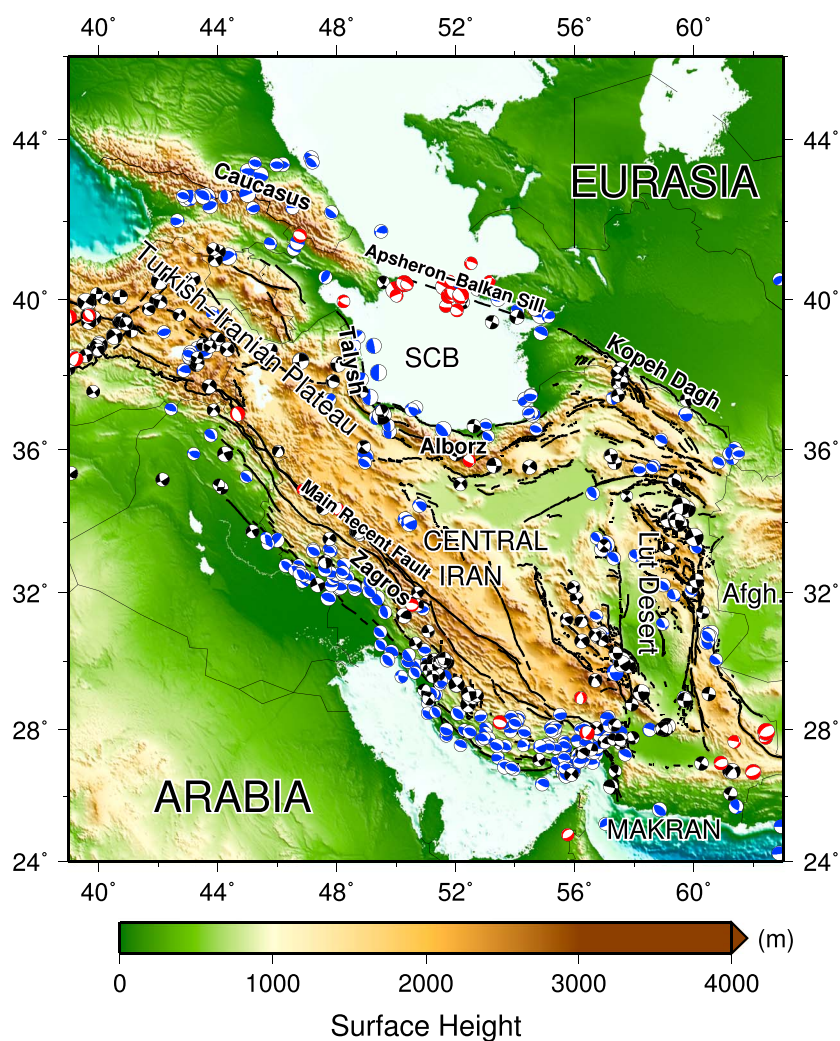 40° 44° 48° 52° 56° 60°
44° 44°
Caucasus
EURASIA
Apsheron-Balkan Sill
Turkish-Iranian Plateau
40° 40°
Talysh
SCB
Kopeh Dagh
36° 36°
Alborz
Main Recent Fault
CENTRAL
IRAN
Zagros
Lut Desert
32° 32°
Afgh.
28° 28°
ARABIA
MAKRAN
24° 24°
40° 44° 48° 52° 56° 60°
(m)
0 1000 2000 3000 4000
Surface Height